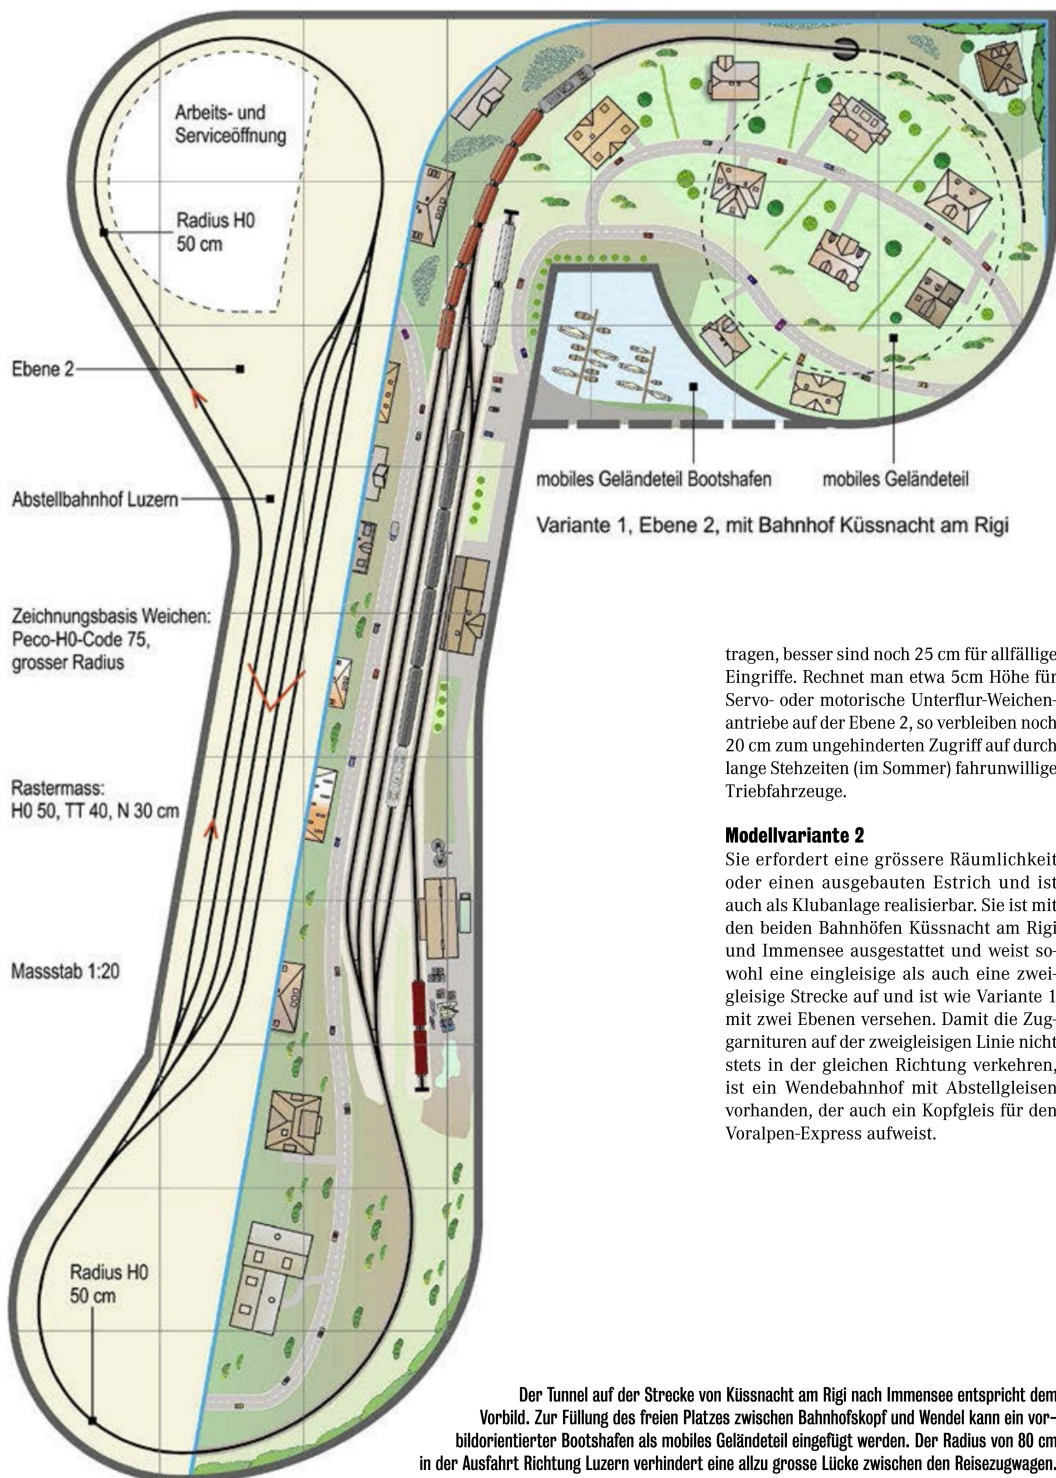 Arbeits- und
Serviceöffnung
Radius H0
50 cm
Ebene 2
Abstellbahnhof Luzern
Zeichnungsbasis Weichen:
Peco-H0-Code 75,
grosser Radius
Rastermass:
H0 50, TT 40, N 30 cm
Massstab 1:20
Radius H0
50 cm
mobiles Geländeteil Bootshafen
mobiles Geländeteil
Variante 1, Ebene 2, mit Bahnhof Küssnacht am Rigi
tragen, besser sind noch 25 cm für allfällige
Eingriffe. Rechnet man etwa 5cm Höhe für
Servo- oder motorische Unterflur-Weichen-
antriebe auf der Ebene 2, so verbleiben noch
20 cm zum ungehinderten Zugriff auf durch
lange Stehzeiten (im Sommer) fahrunwillige
Triebfahrzeuge.
Modellvariante 2
Sie erfordert eine grössere Räumlichkeit
oder einen ausgebauten Estrich und ist
auch als Klubanlage realisierbar. Sie ist mit
den beiden Bahnhöfen Küssnacht am Rigi
und Immensee ausgestattet und weist so-
wohl eine eingleisige als auch eine zwei-
gleisige Strecke auf und ist wie Variante 1
mit zwei Ebenen versehen. Damit die Zug-
garnituren auf der zweigleisigen Linie nicht
stets in der gleichen Richtung verkehren,
ist ein Wendebahnhof mit Abstellgleisen
vorhanden, der auch ein Kopfgleis für den
Voralpen-Express aufweist.
Der Tunnel auf der Strecke von Küssnacht am Rigi nach Immensee entspricht dem
Vorbild. Zur Füllung des freien Platzes zwischen Bahnhofskopf und Wendel kann ein vor-
bildorientierter Bootshafen als mobiles Geländeteil eingefügt werden. Der Radius von 80 cm
in der Ausfahrt Richtung Luzern verhindert eine allzu grosse Lücke zwischen den Reisezugwagen.